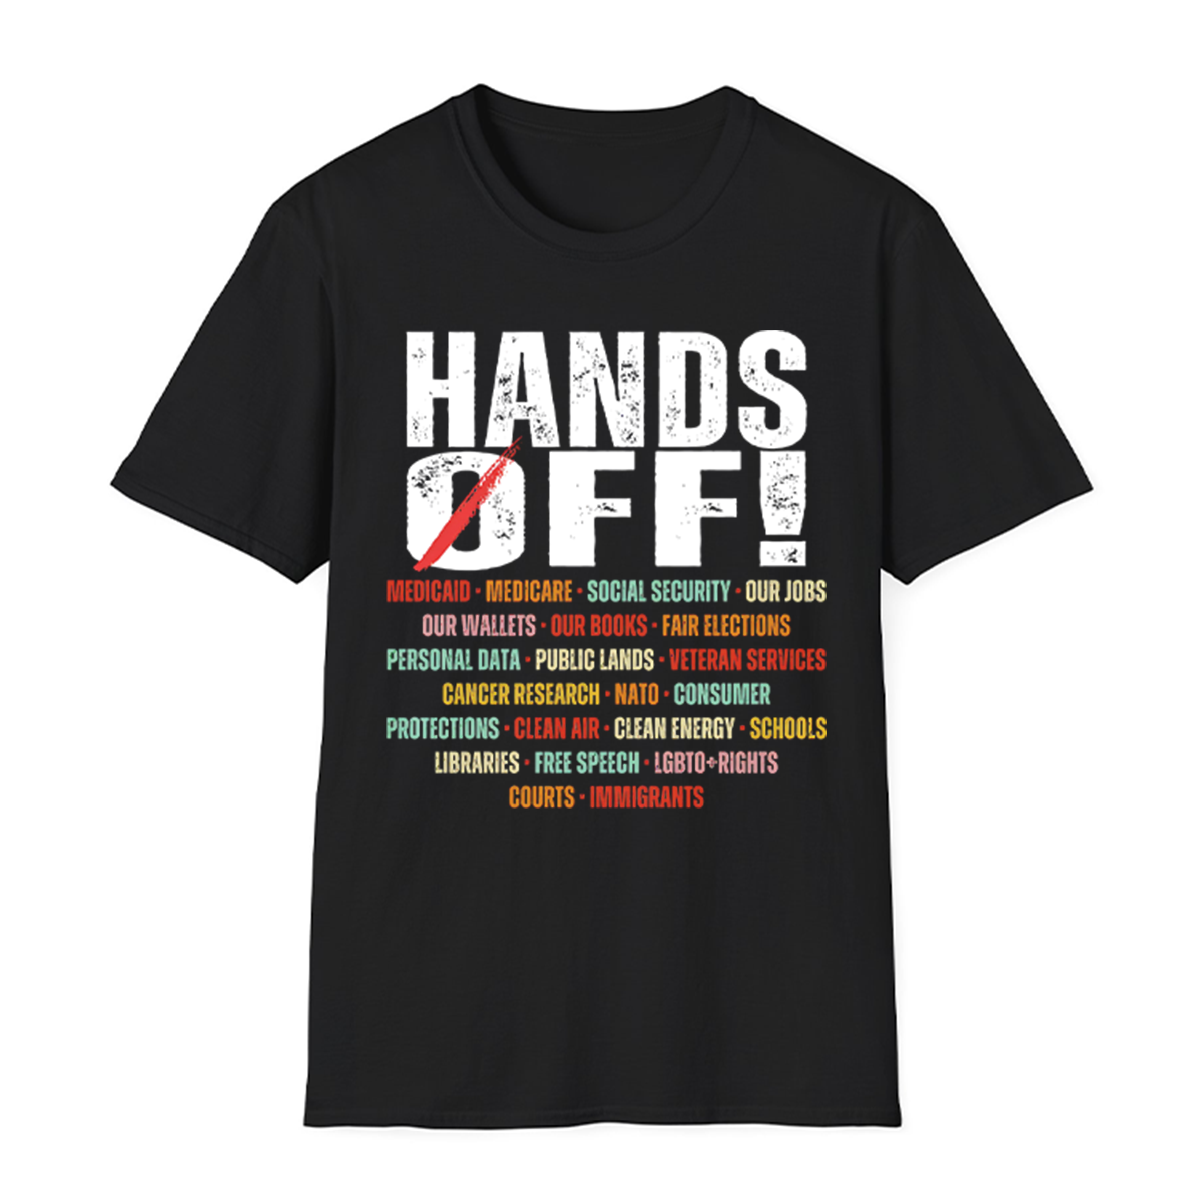 HANDS
OFF!
MEDICAID · MEDICARE · SOCIAL SECURITY · OUR JOBS
OUR WALLETS · OUR BOOKS · FAIR ELECTIONS
PERSONAL DATA · PUBLIC LANDS · VETERAN SERVICES
CANCER RESEARCH · NATO · CONSUMER
PROTECTIONS · CLEAN AIR · CLEAN ENERGY · SCHOOLS
LIBRARIES · FREE SPEECH · LGBTO+RIGHTS
COURTS · IMMIGRANTS